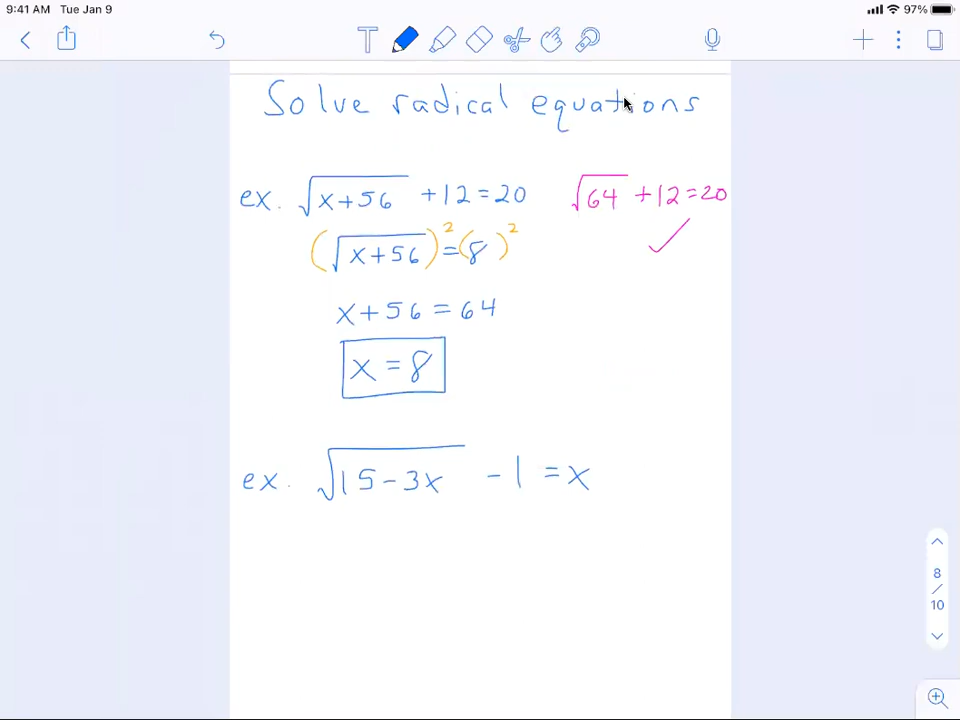 9:41 AM Tue Jan 9
97%
Solve radical equations
ex. √(x+56) +12=20
√64 +12=20
(√(x+56))² = (8)²
x+56 = 64
x = 8
ex. √(15-3x) -1 = x
8
/
10